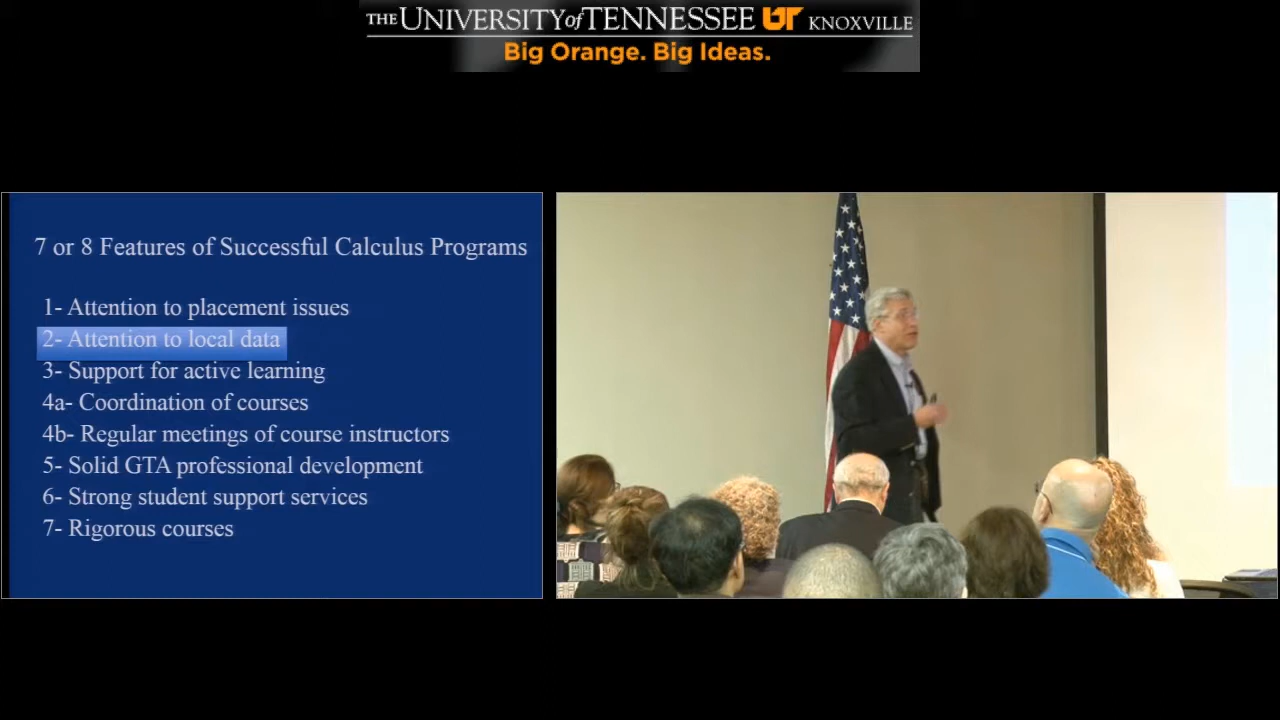 THE UNIVERSITY of TENNESSEE UT KNOXVILLE
Big Orange. Big Ideas.
7 or 8 Features of Successful Calculus Programs
1- Attention to placement issues
2- Attention to local data
3- Support for active learning
4a- Coordination of courses
4b- Regular meetings of course instructors
5- Solid GTA professional development
6- Strong student support services
7- Rigorous courses